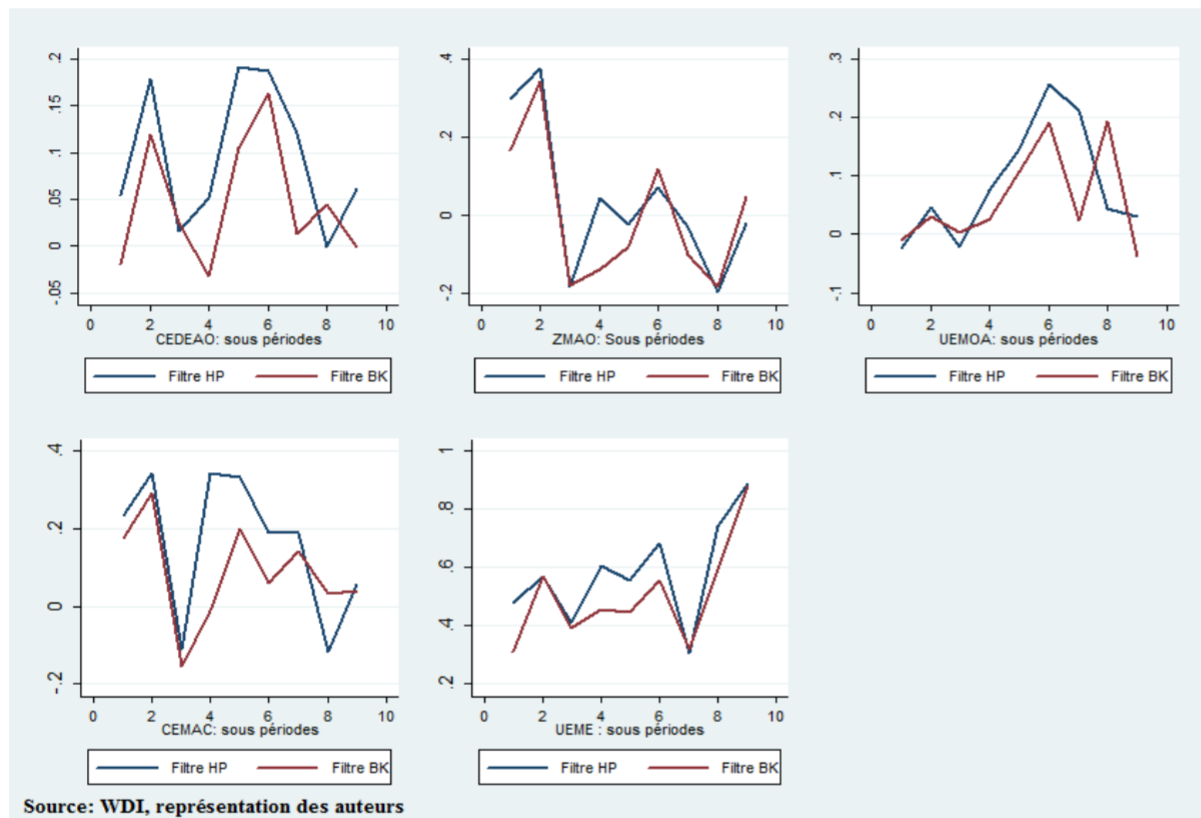 .2
.15
.1
.05
0
-.05
0 2 4 6 8 10
CEDEAO: sous périodes
Filtre HP Filtre BK
.4
.2
0
-.2
0 2 4 6 8 10
ZMAO: Sous périodes
Filtre HP Filtre BK
.3
.2
.1
0
-.1
0 2 4 6 8 10
UEMOA: sous périodes
Filtre HP Filtre BK
.4
.2
0
-.2
0 2 4 6 8 10
CEMAC: sous périodes
Filtre HP Filtre BK
1
.8
.6
.4
.2
0 2 4 6 8 10
UEME : sous périodes
Filtre HP Filtre BK
Source: WDI, représentation des auteurs